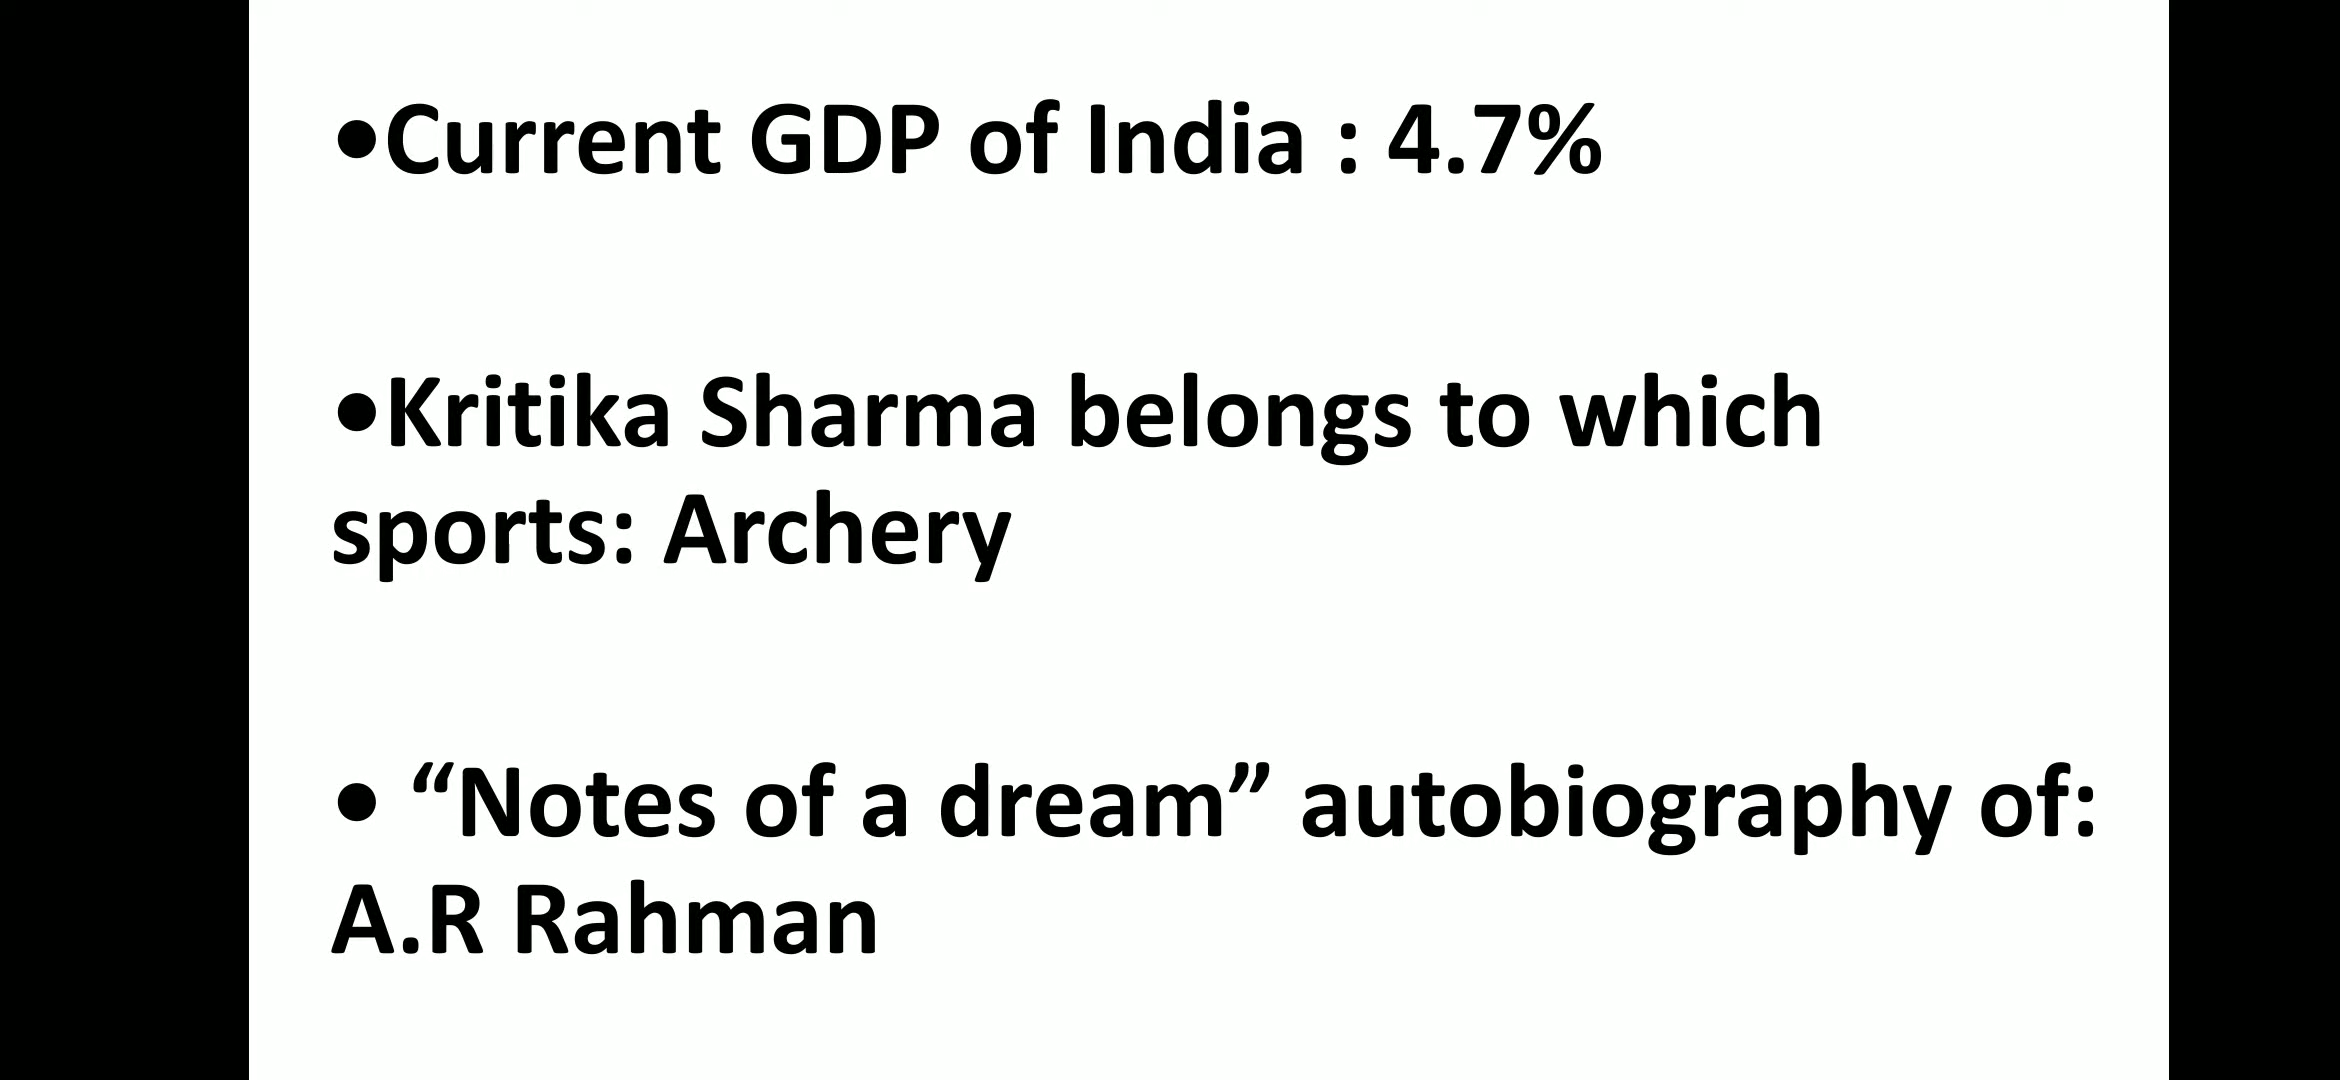 •Current GDP of India : 4.7%
•Kritika Sharma belongs to which
sports: Archery
• “Notes of a dream” autobiography of:
A.R Rahman